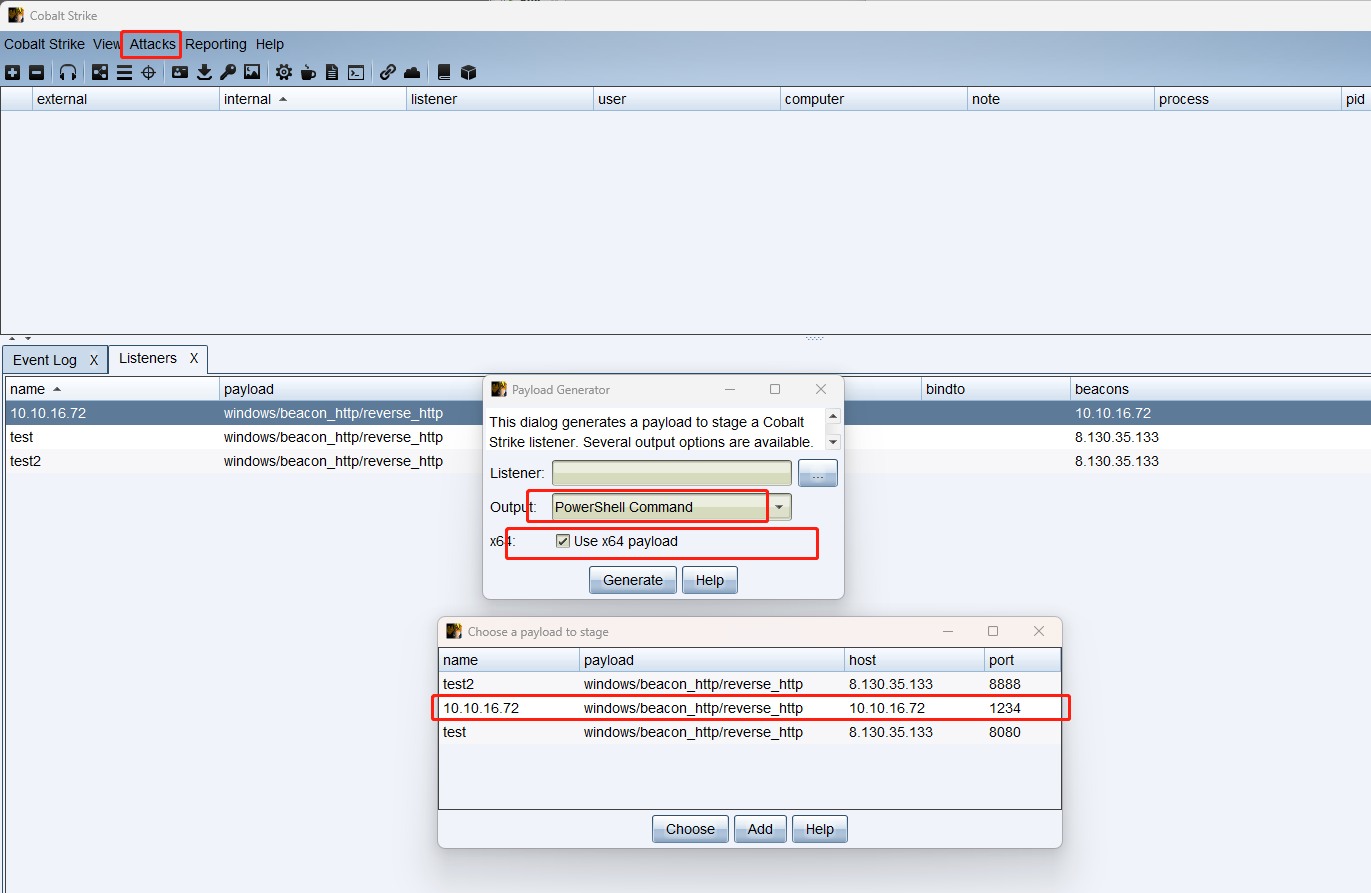 Cobalt Strike
Cobalt Strike View Attacks Reporting Help
external internal listener user computer note process pid
Event Log X Listeners X
name payload bindto beacons
10.10.16.72 windows/beacon_http/reverse_http 10.10.16.72
test windows/beacon_http/reverse_http 8.130.35.133
test2 windows/beacon_http/reverse_http 8.130.35.133
Payload Generator
This dialog generates a payload to stage a Cobalt
Strike listener. Several output options are available.
Listener: ...
Output: PowerShell Command
x64: Use x64 payload
Generate Help
Choose a payload to stage
name payload host port
test2 windows/beacon_http/reverse_http 8.130.35.133 8888
10.10.16.72 windows/beacon_http/reverse_http 10.10.16.72 1234
test windows/beacon_http/reverse_http 8.130.35.133 8080
Choose Add Help